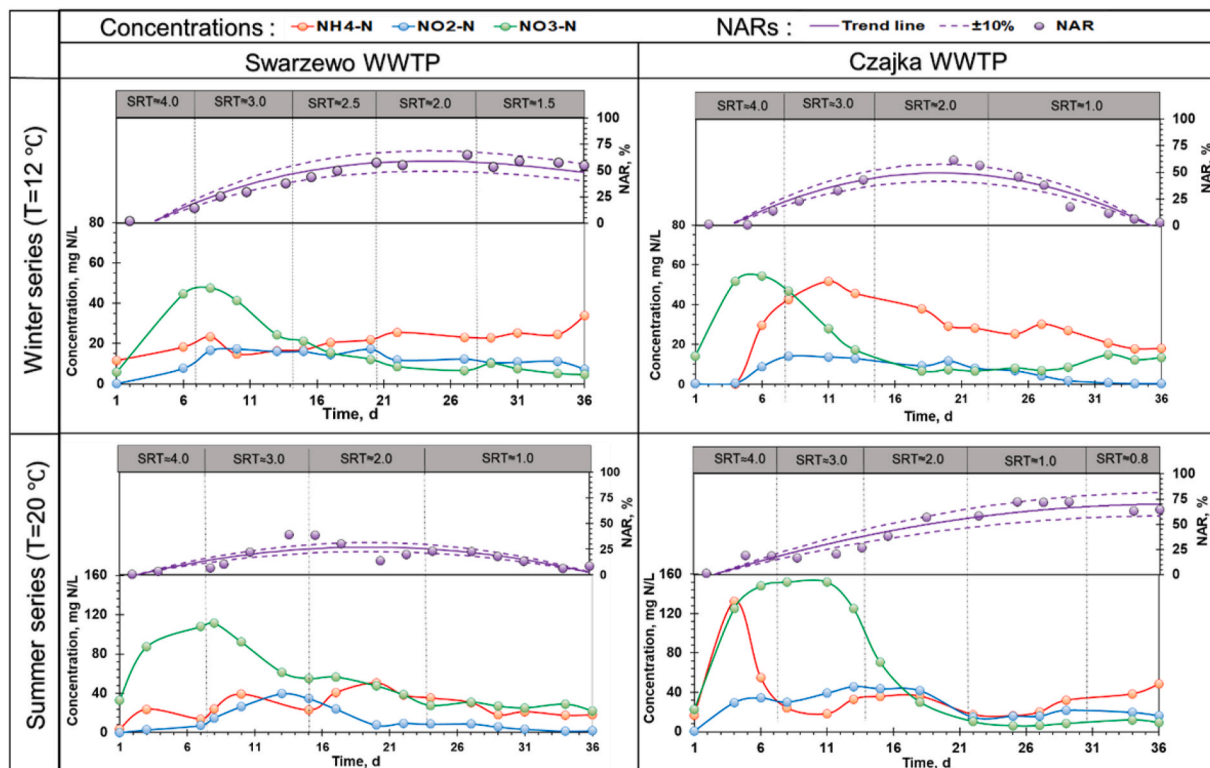 Concentrations: NH4-N NO2-N NO3-N NARs : Trend line ±10% NAR
Swarzewo WWTP Czajka WWTP
Winter series (T=12 °C)
SRT≈4.0 SRT≈3.0 SRT≈2.5 SRT≈2.0 SRT≈1.5
100
75
50
25
0
NAR, %
80
60
40
20
0
Concentration, mg N/L
1 6 11 16 21 26 31 36
Time, d
SRT≈4.0 SRT≈3.0 SRT≈2.0 SRT≈1.0
100
75
50
25
0
NAR, %
80
60
40
20
0
Concentration, mg N/L
1 6 11 16 21 26 31 36
Time, d
Summer series (T=20 °C)
SRT≈4.0 SRT≈3.0 SRT≈2.0 SRT≈1.0
100
75
50
25
0
NAR, %
160
120
80
40
0
Concentration, mg N/L
1 6 11 16 21 26 31 36
Time, d
SRT≈4.0 SRT≈3.0 SRT≈2.0 SRT≈1.0 SRT≈0.8
100
75
50
25
0
NAR, %
160
120
80
40
0
Concentration, mg N/L
1 6 11 16 21 26 31 36
Time, d